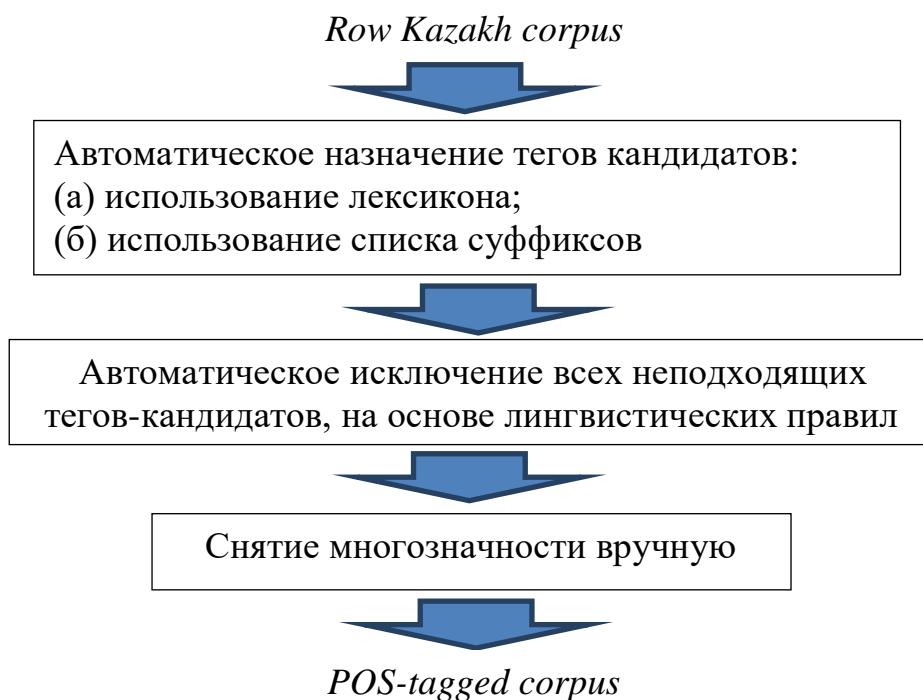 Row Kazakh corpus
Автоматическое назначение тегов кандидатов:
(а) использование лексикона;
(б) использование списка суффиксов
Автоматическое исключение всех неподходящих
тегов-кандидатов, на основе лингвистических правил
Снятие многозначности вручную
POS-tagged corpus